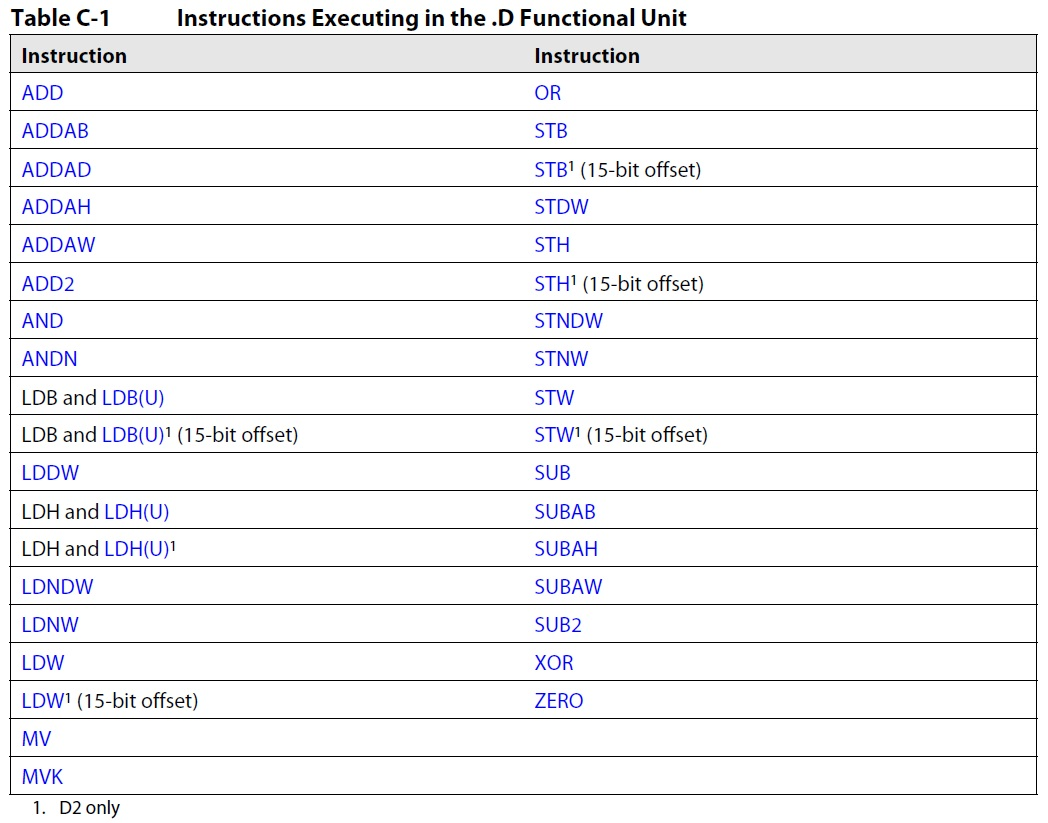 Table C-1 Instructions Executing in the .D Functional Unit
Instruction Instruction
ADD OR
ADDAB STB
ADDAD STB1 (15-bit offset)
ADDAH STDW
ADDAW STH
ADD2 STH1 (15-bit offset)
AND STNDW
ANDN STNW
LDB and LDB(U) STW
LDB and LDB(U)1 (15-bit offset) STW1 (15-bit offset)
LDDW SUB
LDH and LDH(U) SUBAB
LDH and LDH(U)1 SUBAH
LDNDW SUBAW
LDNW SUB2
LDW XOR
LDW1 (15-bit offset) ZERO
MV
MVK
1. D2 only